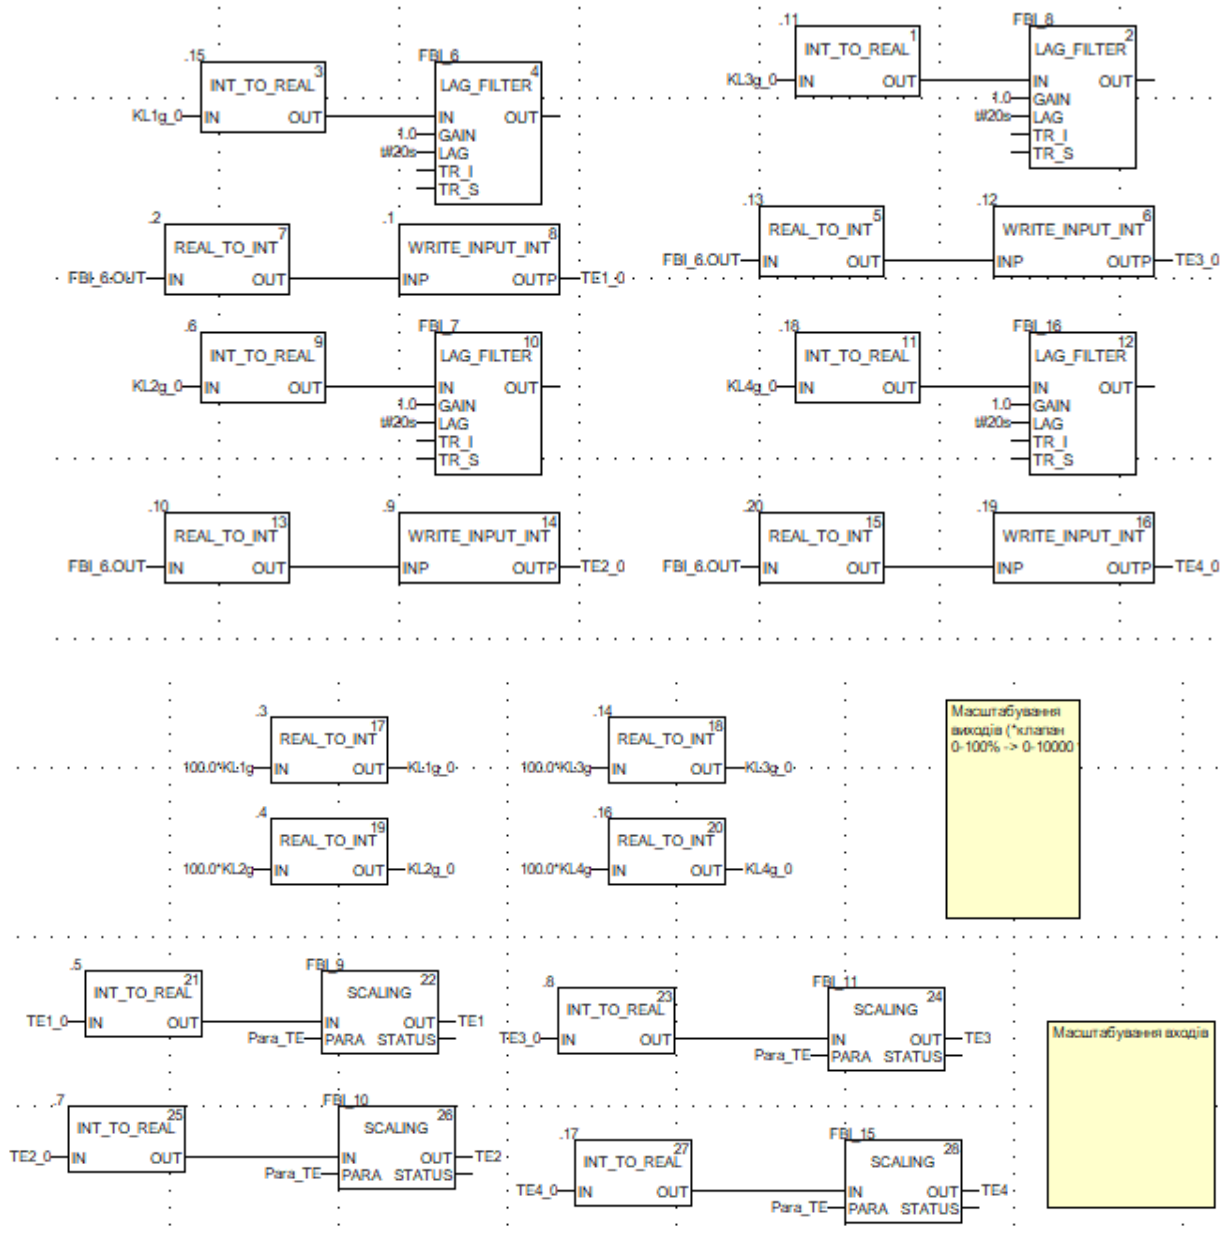 .15
INT_TO_REAL 3
KL1g_0 IN OUT
FBI_6
LAG_FILTER 4
IN OUT
1.0 GAIN
t#20s LAG
TR_I
TR_S
.11
INT_TO_REAL 1
KL3g_0 IN OUT
FBI_8
LAG_FILTER 2
IN OUT
1.0 GAIN
t#20s LAG
TR_I
TR_S
.2
REAL_TO_INT 7
FBI_6.OUT IN OUT
.1
WRITE_INPUT_INT 8
INP OUTP TE1_0
.13
REAL_TO_INT 5
FBI_6.OUT IN OUT
.12
WRITE_INPUT_INT 6
INP OUTP TE3_0
.6
INT_TO_REAL 9
KL2g_0 IN OUT
FBI_7
LAG_FILTER 10
IN OUT
1.0 GAIN
t#20s LAG
TR_I
TR_S
.18
INT_TO_REAL 11
KL4g_0 IN OUT
FBI_16
LAG_FILTER 12
IN OUT
1.0 GAIN
t#20s LAG
TR_I
TR_S
.10
REAL_TO_INT 13
FBI_6.OUT IN OUT
.9
WRITE_INPUT_INT 14
INP OUTP TE2_0
.20
REAL_TO_INT 15
FBI_6.OUT IN OUT
.19
WRITE_INPUT_INT 16
INP OUTP TE4_0
.3
REAL_TO_INT 17
100.0*KL1g IN OUT KL1g_0
.14
REAL_TO_INT 18
100.0*KL3g IN OUT KL3g_0
Масштабування
виходів (*клапан
0-100% -> 0-10000
.4
REAL_TO_INT 19
100.0*KL2g IN OUT KL2g_0
.16
REAL_TO_INT 20
100.0*KL4g IN OUT KL4g_0
.5
INT_TO_REAL 21
TE1_0 IN OUT
FBI_9
SCALING 22
IN OUT TE1
Para_TE PARA STATUS
.8
INT_TO_REAL 23
TE3_0 IN OUT
FBI_11
SCALING 24
IN OUT TE3
Para_TE PARA STATUS
Масштабування входів
.7
INT_TO_REAL 25
TE2_0 IN OUT
FBI_10
SCALING 26
IN OUT TE2
Para_TE PARA STATUS
.17
INT_TO_REAL 27
TE4_0 IN OUT
FBI_15
SCALING 28
IN OUT TE4
Para_TE PARA STATUS